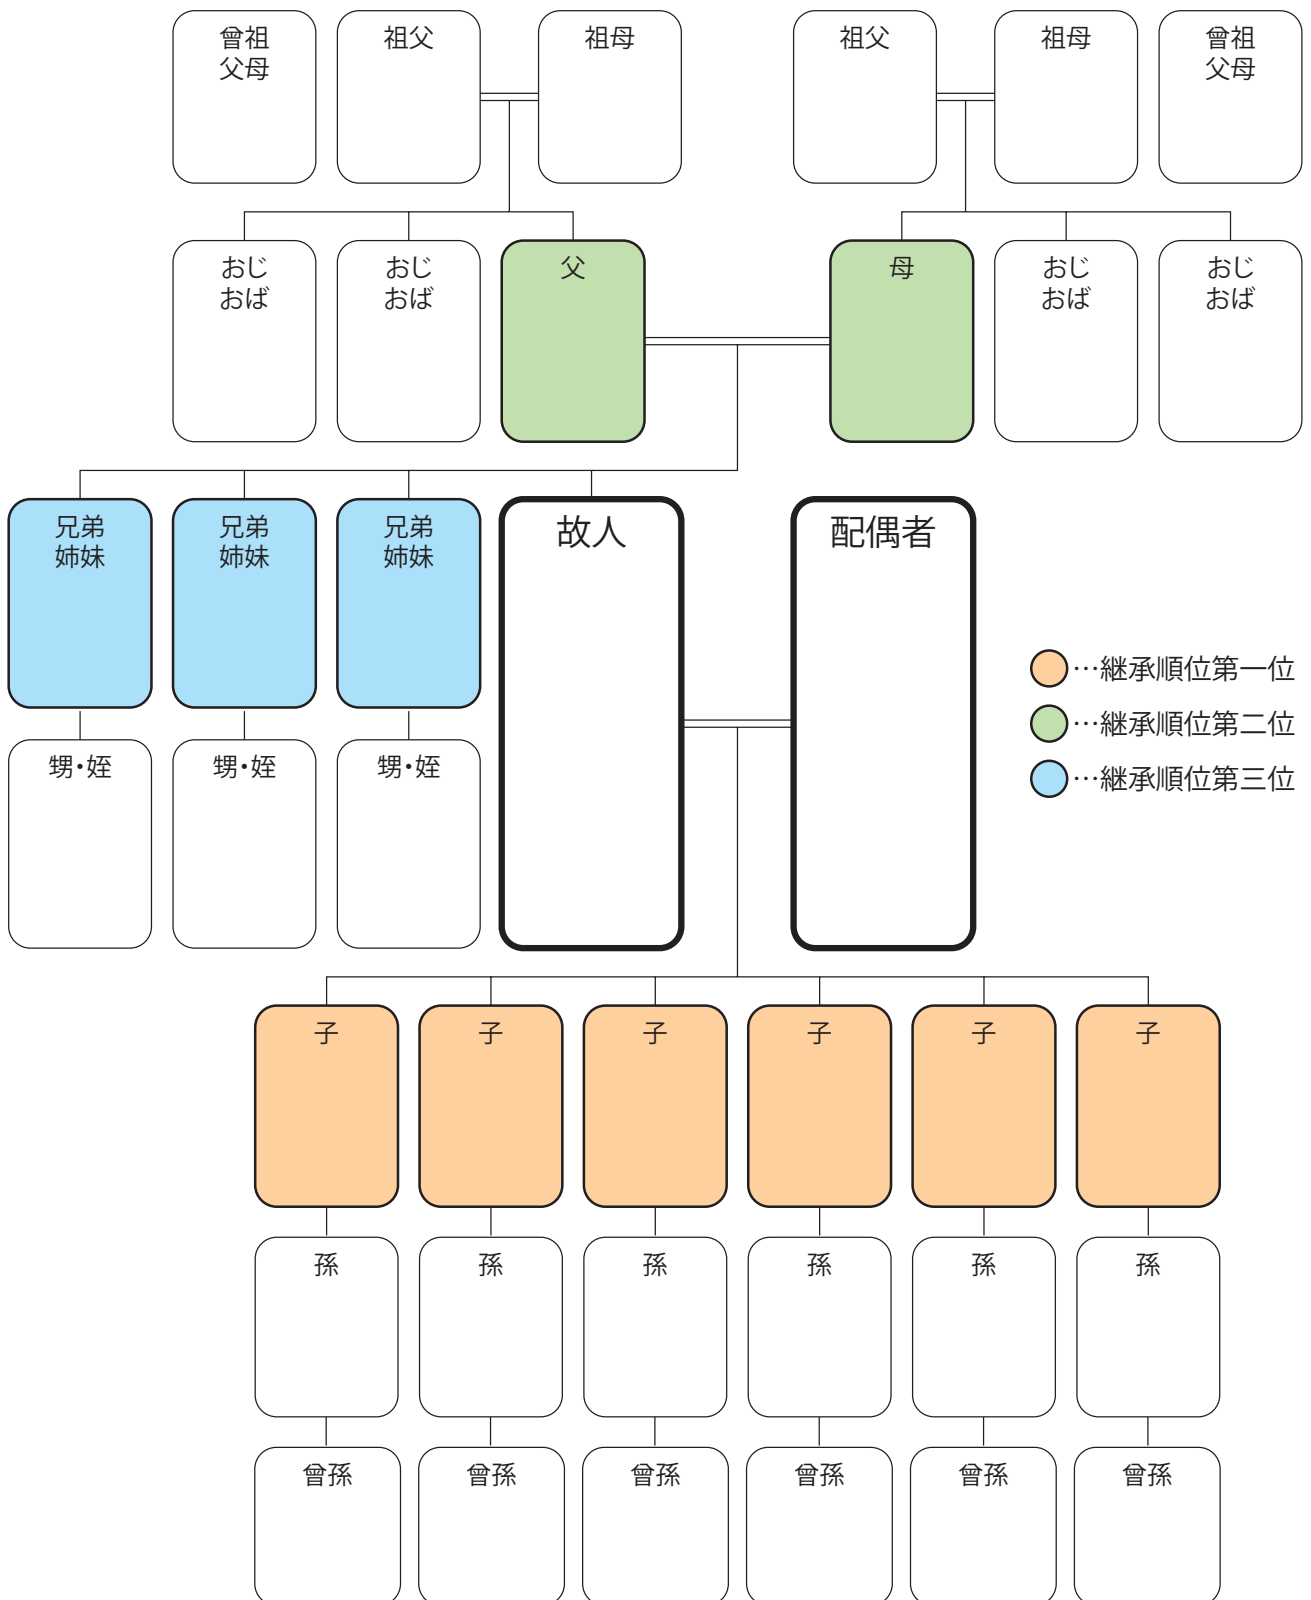 曾祖
父母
祖父
祖母
祖父
祖母
曾祖
父母
おじ
おば
おじ
おば
父
母
おじ
おば
おじ
おば
兄弟
姉妹
兄弟
姉妹
兄弟
姉妹
故人
配偶者
…継承順位第一位
…継承順位第二位
…継承順位第三位
甥・姪
甥・姪
甥・姪
子
子
子
子
子
子
孫
孫
孫
孫
孫
孫
曾孫
曾孫
曾孫
曾孫
曾孫
曾孫